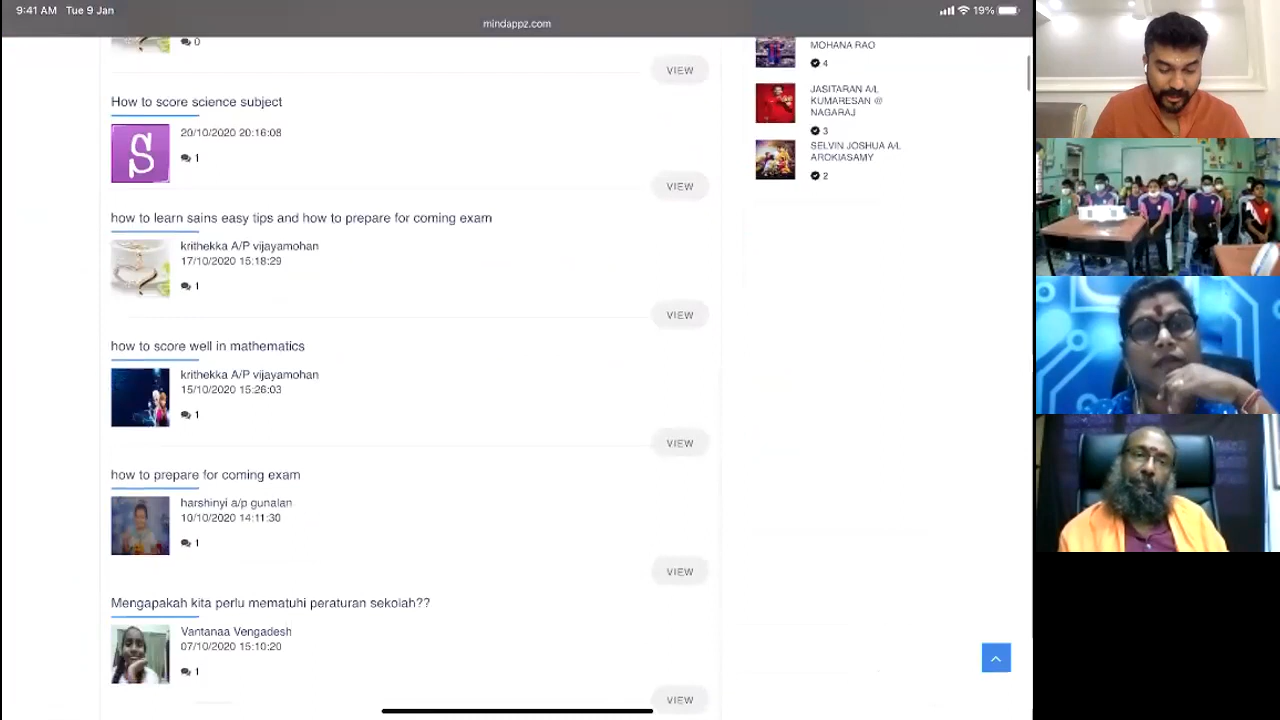 9:41 AM Tue 9 Jan
19%
mindappz.com
0
VIEW
How to score science subject
20/10/2020 20:16:08
1
VIEW
how to learn sains easy tips and how to prepare for coming exam
krithekka A/P vijayamohan
17/10/2020 15:18:29
1
VIEW
how to score well in mathematics
krithekka A/P vijayamohan
15/10/2020 15:26:03
1
VIEW
how to prepare for coming exam
harshinyi a/p gunalan
10/10/2020 14:11:30
1
VIEW
Mengapakah kita perlu mematuhi peraturan sekolah??
Vantanaa Vengadesh
07/10/2020 15:10:20
1
VIEW
MOHANA RAO
4
JASITARAN A/L
KUMARESAN @
NAGARAJ
3
SELVIN JOSHUA A/L
AROKIASAMY
2
S